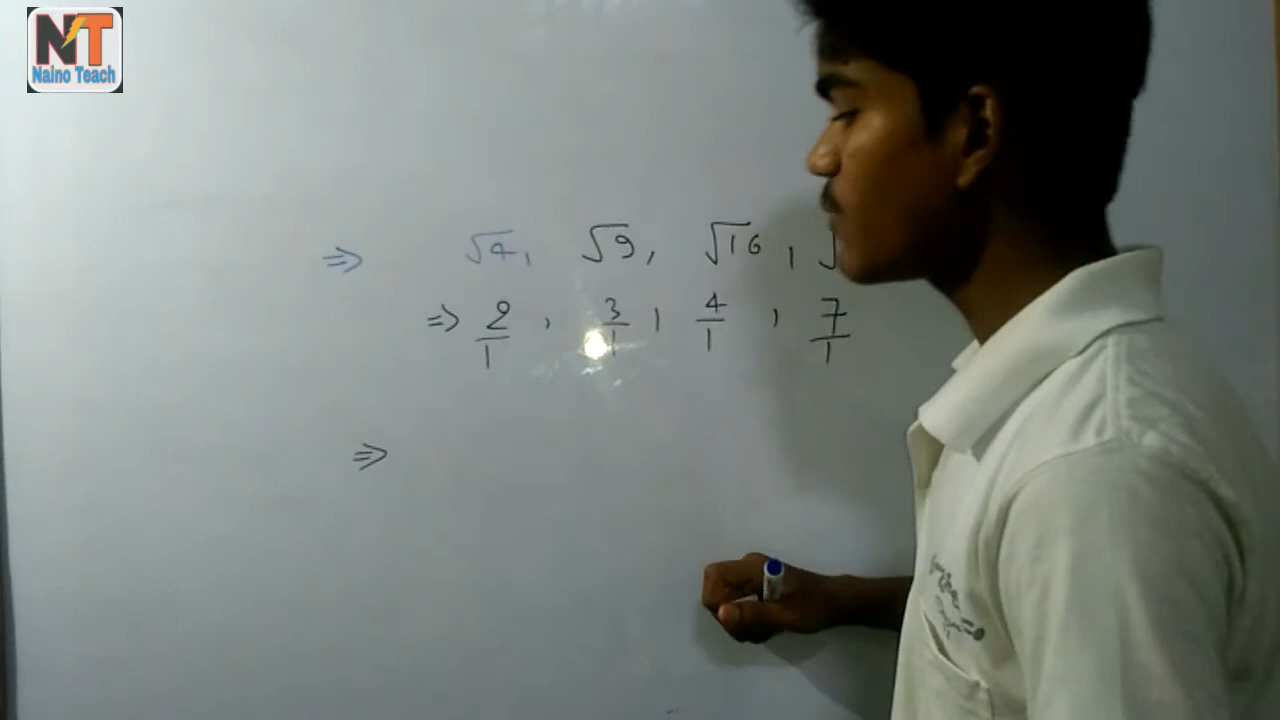 NT
Naino Teach
⇒ √4, √9, √16, √
⇒ 2/1, 3/1, 4/1, 7/1
⇒